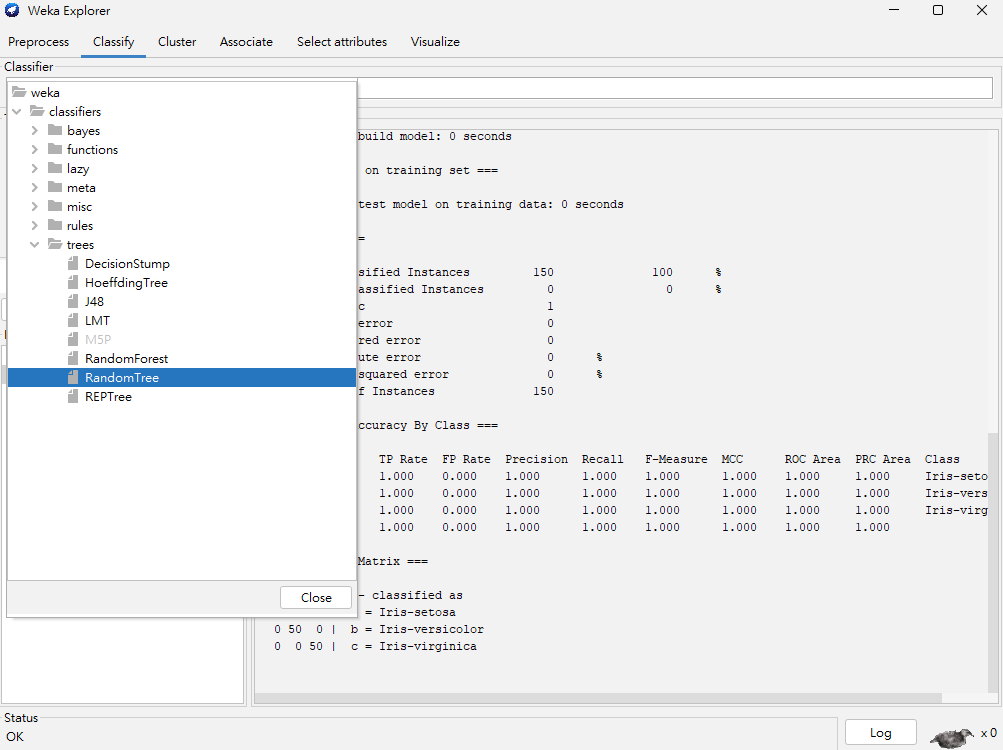 Weka Explorer
Preprocess Classify Cluster Associate Select attributes Visualize
Classifier
weka
classifiers
bayes
functions
lazy
meta
misc
rules
trees
DecisionStump
HoeffdingTree
J48
LMT
M5P
RandomForest
RandomTree
REPTree
Close
build model: 0 seconds
on training set ===
test model on training data: 0 seconds
=
sified Instances 150 100 %
assified Instances 0 0 %
c 1
error 0
red error 0
ute error 0 %
squared error 0 %
f Instances 150
ccuracy By Class ===
TP Rate FP Rate Precision Recall F-Measure MCC ROC Area PRC Area Class
1.000 0.000 1.000 1.000 1.000 1.000 1.000 1.000 Iris-seto
1.000 0.000 1.000 1.000 1.000 1.000 1.000 1.000 Iris-vers
1.000 0.000 1.000 1.000 1.000 1.000 1.000 1.000 Iris-virg
1.000 0.000 1.000 1.000 1.000 1.000 1.000 1.000
Matrix ===
- classified as
= Iris-setosa
0 50 0 | b = Iris-versicolor
0 0 50 | c = Iris-virginica
Status
OK
Log
x 0